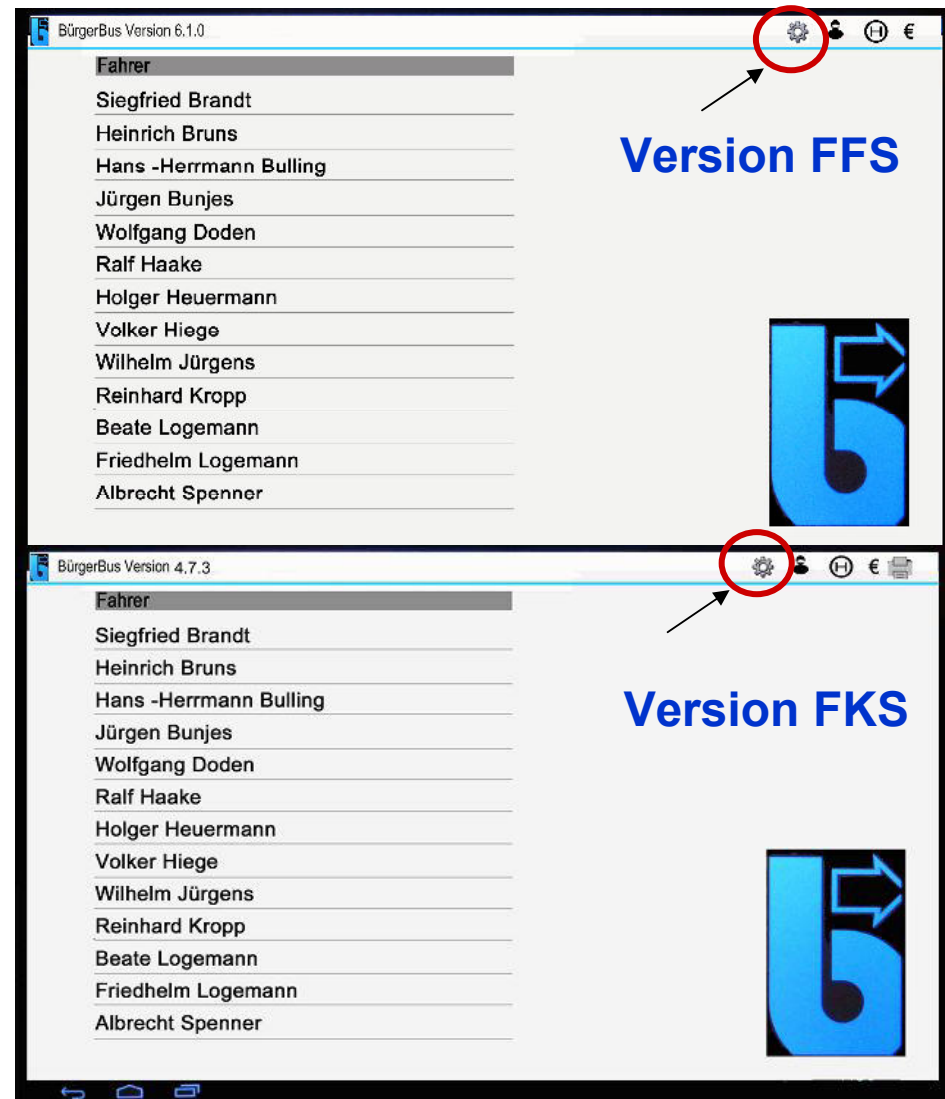 BürgerBus Version 6.1.0
H €
Fahrer
Siegfried Brandt
Heinrich Bruns
Version FFS
Hans -Herrmann Bulling
Jürgen Bunjes
Wolfgang Doden
Ralf Haake
Holger Heuermann
Volker Hiege
Wilhelm Jürgens
Reinhard Kropp
Beate Logemann
Friedhelm Logemann
Albrecht Spenner
BürgerBus Version 4.7.3
H €
Fahrer
Siegfried Brandt
Heinrich Bruns
Hans -Herrmann Bulling
Version FKS
Jürgen Bunjes
Wolfgang Doden
Ralf Haake
Holger Heuermann
Volker Hiege
Wilhelm Jürgens
Reinhard Kropp
Beate Logemann
Friedhelm Logemann
Albrecht Spenner